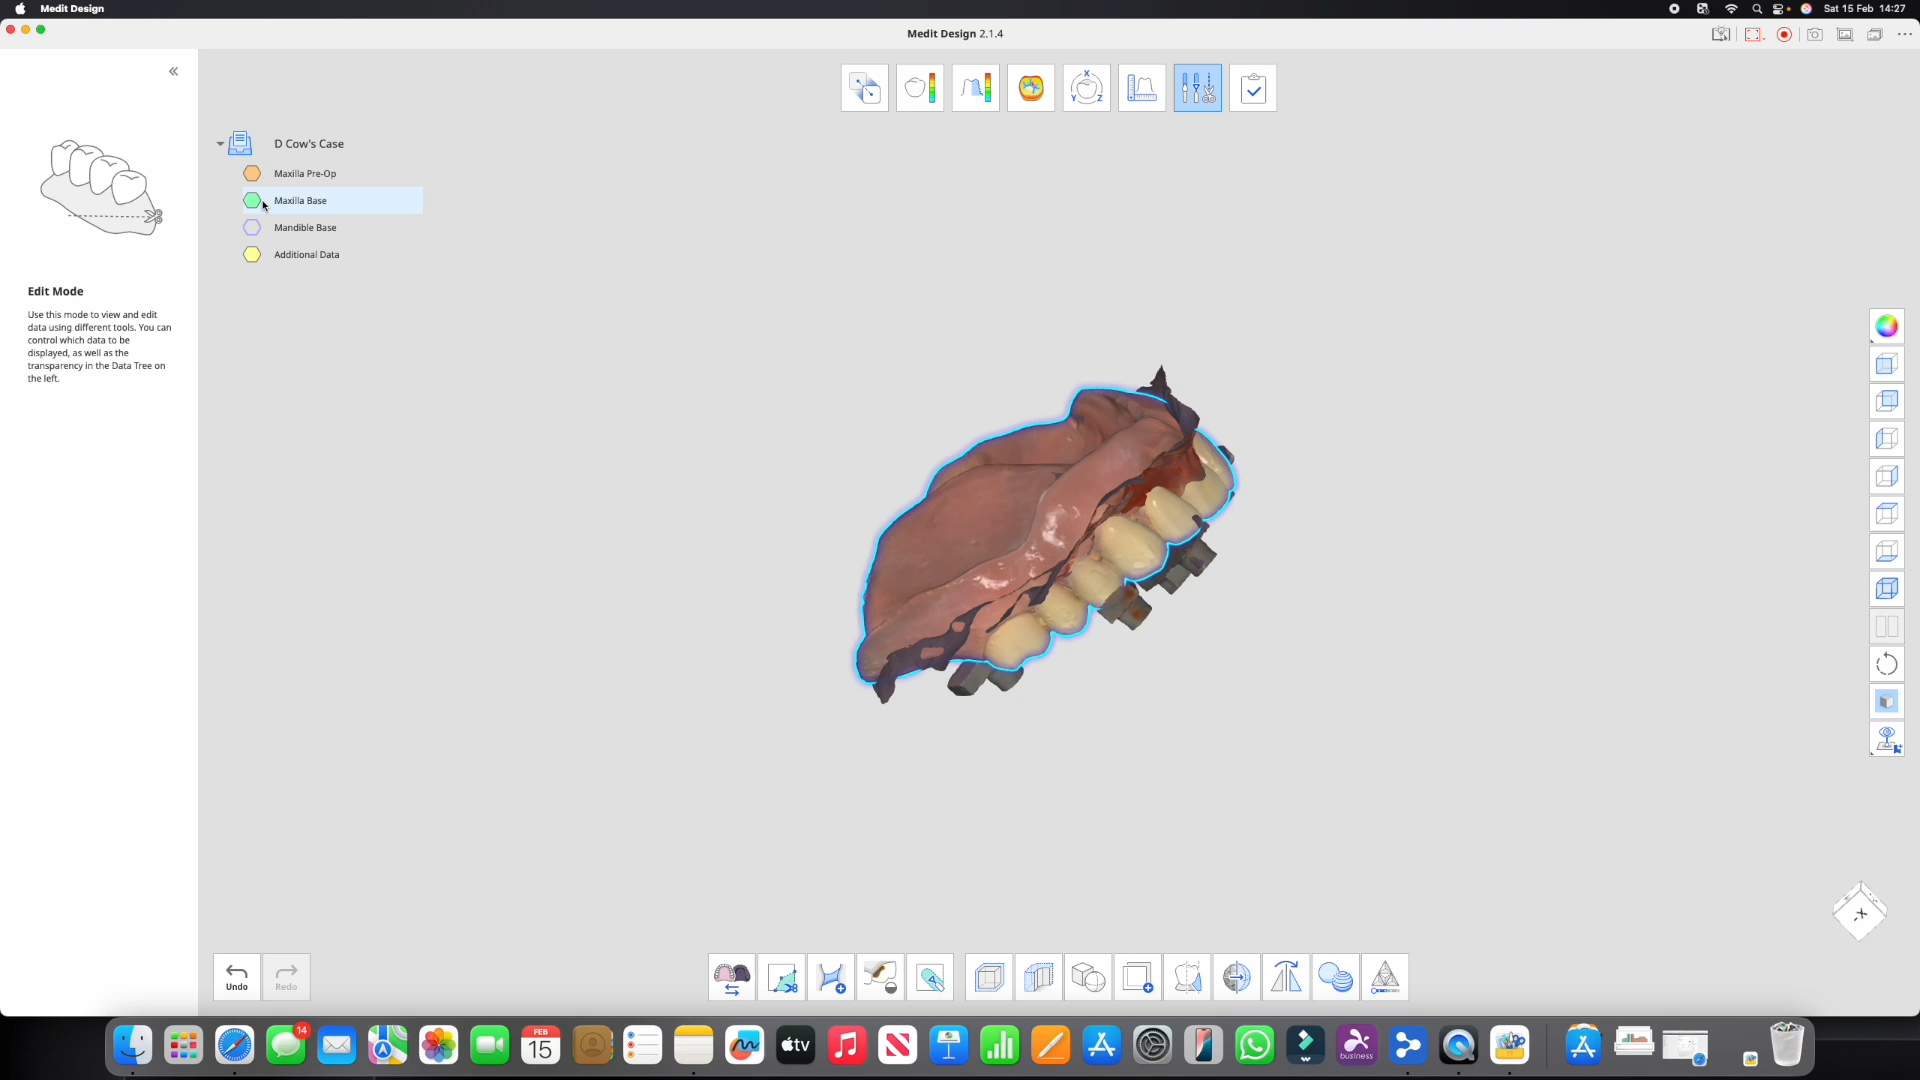 Medit Design
Sat 15 Feb 14:27
Medit Design 2.1.4
D Cow's Case
Maxilla Pre-Op
Maxilla Base
Mandible Base
Additional Data
Edit Mode
Use this mode to view and edit
data using different tools. You can
control which data to be
displayed, as well as the
transparency in the Data Tree on
the left.
X
Y Z
-X
Undo
Redo
14
FEB
15
tv
business